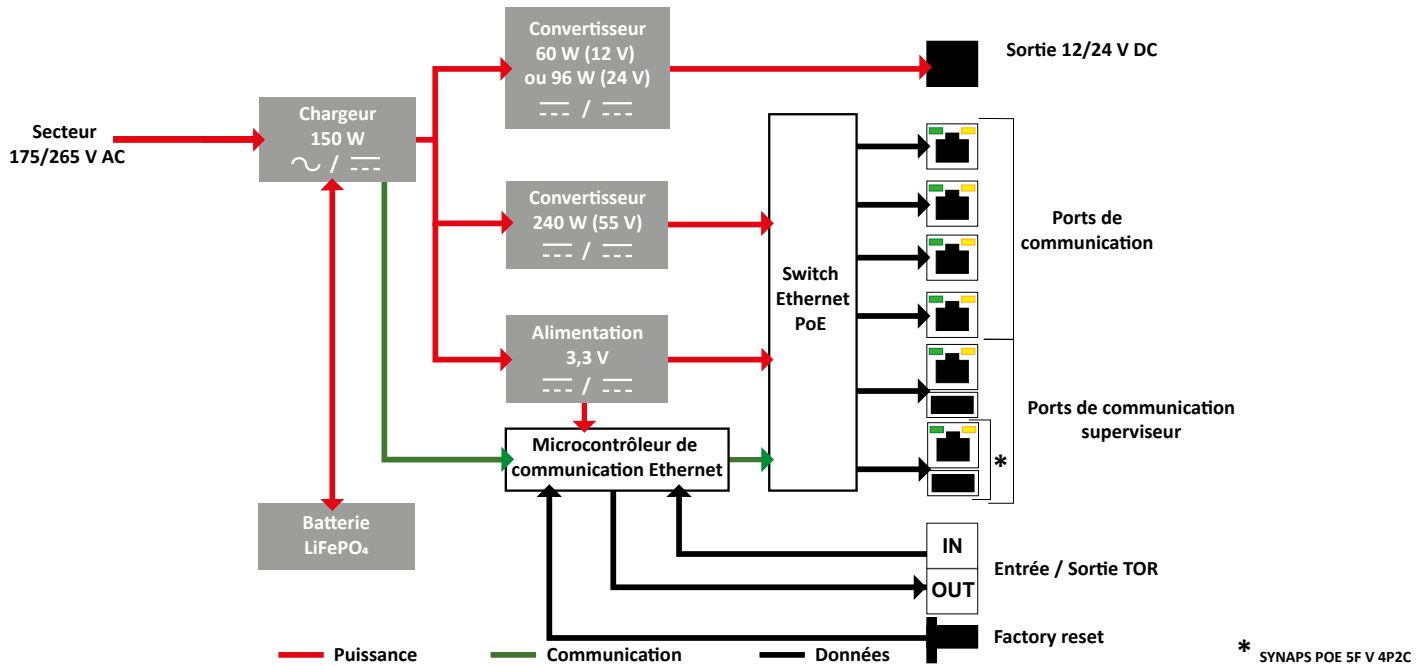 Secteur
175/265 V AC
Chargeur
150 W
Convertisseur
60 W (12 V)
ou 96 W (24 V)
Sortie 12/24 V DC
Convertisseur
240 W (55 V)
Alimentation
3,3 V
Switch
Ethernet
PoE
Ports de
communication
Ports de communication
superviseur
*
Microcontrôleur de
communication Ethernet
Batterie
LiFePO₄
IN
OUT
Entrée / Sortie TOR
Factory reset
Puissance
Communication
Données
* SYNAPS POE 5F V 4P2C